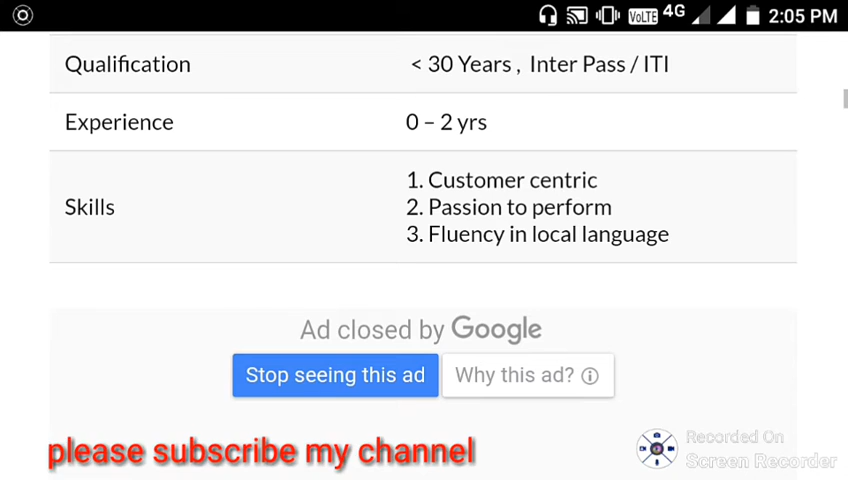 VoLTE 4G 2:05 PM
Qualification < 30 Years , Inter Pass / ITI
Experience 0 – 2 yrs
Skills
1. Customer centric
2. Passion to perform
3. Fluency in local language
Ad closed by Google
Stop seeing this ad Why this ad?
please subscribe my channel
Recorded On
Screen Recorder